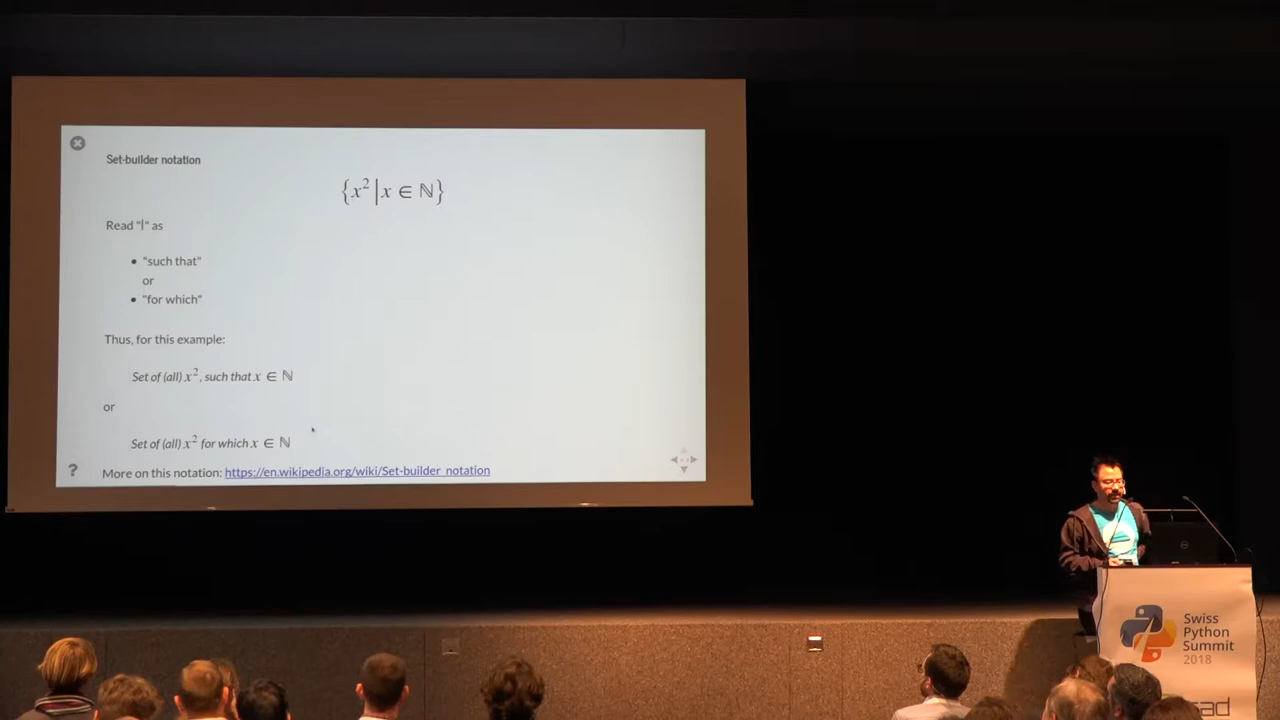 Set-builder notation
{x² | x ∈ ℕ}
Read "|" as
• "such that"
or
• "for which"
Thus, for this example:
Set of (all) x², such that x ∈ ℕ
or
Set of (all) x² for which x ∈ ℕ
? More on this notation: https://en.wikipedia.org/wiki/Set-builder_notation
Swiss
Python
Summit
2018